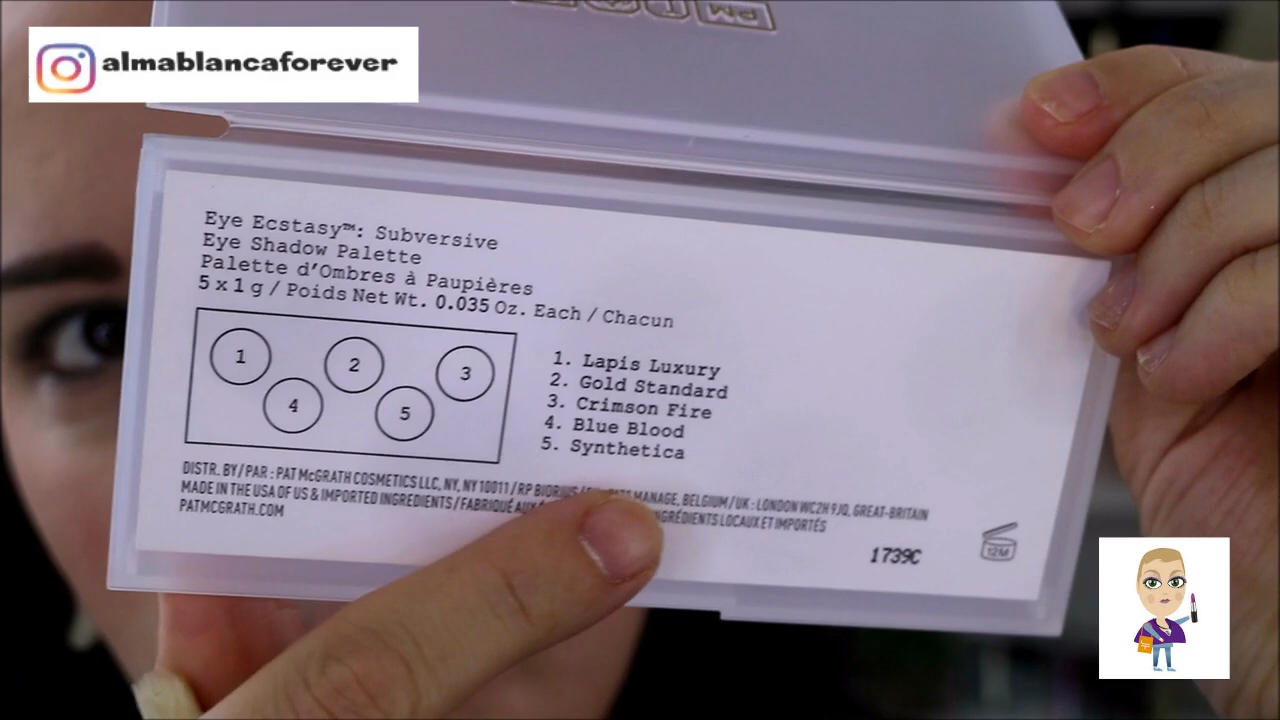 almablancaforever
Eye Ecstasy™: Subversive
Eye Shadow Palette
Palette d'Ombres à Paupières
5 x 1 g / Poids Net Wt. 0.035 Oz. Each / Chacun
1 2 3
4 5
1. Lapis Luxury
2. Gold Standard
3. Crimson Fire
4. Blue Blood
5. Synthetica
DISTR. BY / PAR : PAT McGRATH COSMETICS LLC, NY, NY 10011 / RP BIORIUS / MANAGE, BELGIUM / UK : LONDON WC2H 9JQ, GREAT-BRITAIN
MADE IN THE USA OF US & IMPORTED INGREDIENTS / FABRIQUÉ AUX INGRÉDIENTS LOCAUX ET IMPORTÉS
PATMCGRATH.COM
1739C
12M